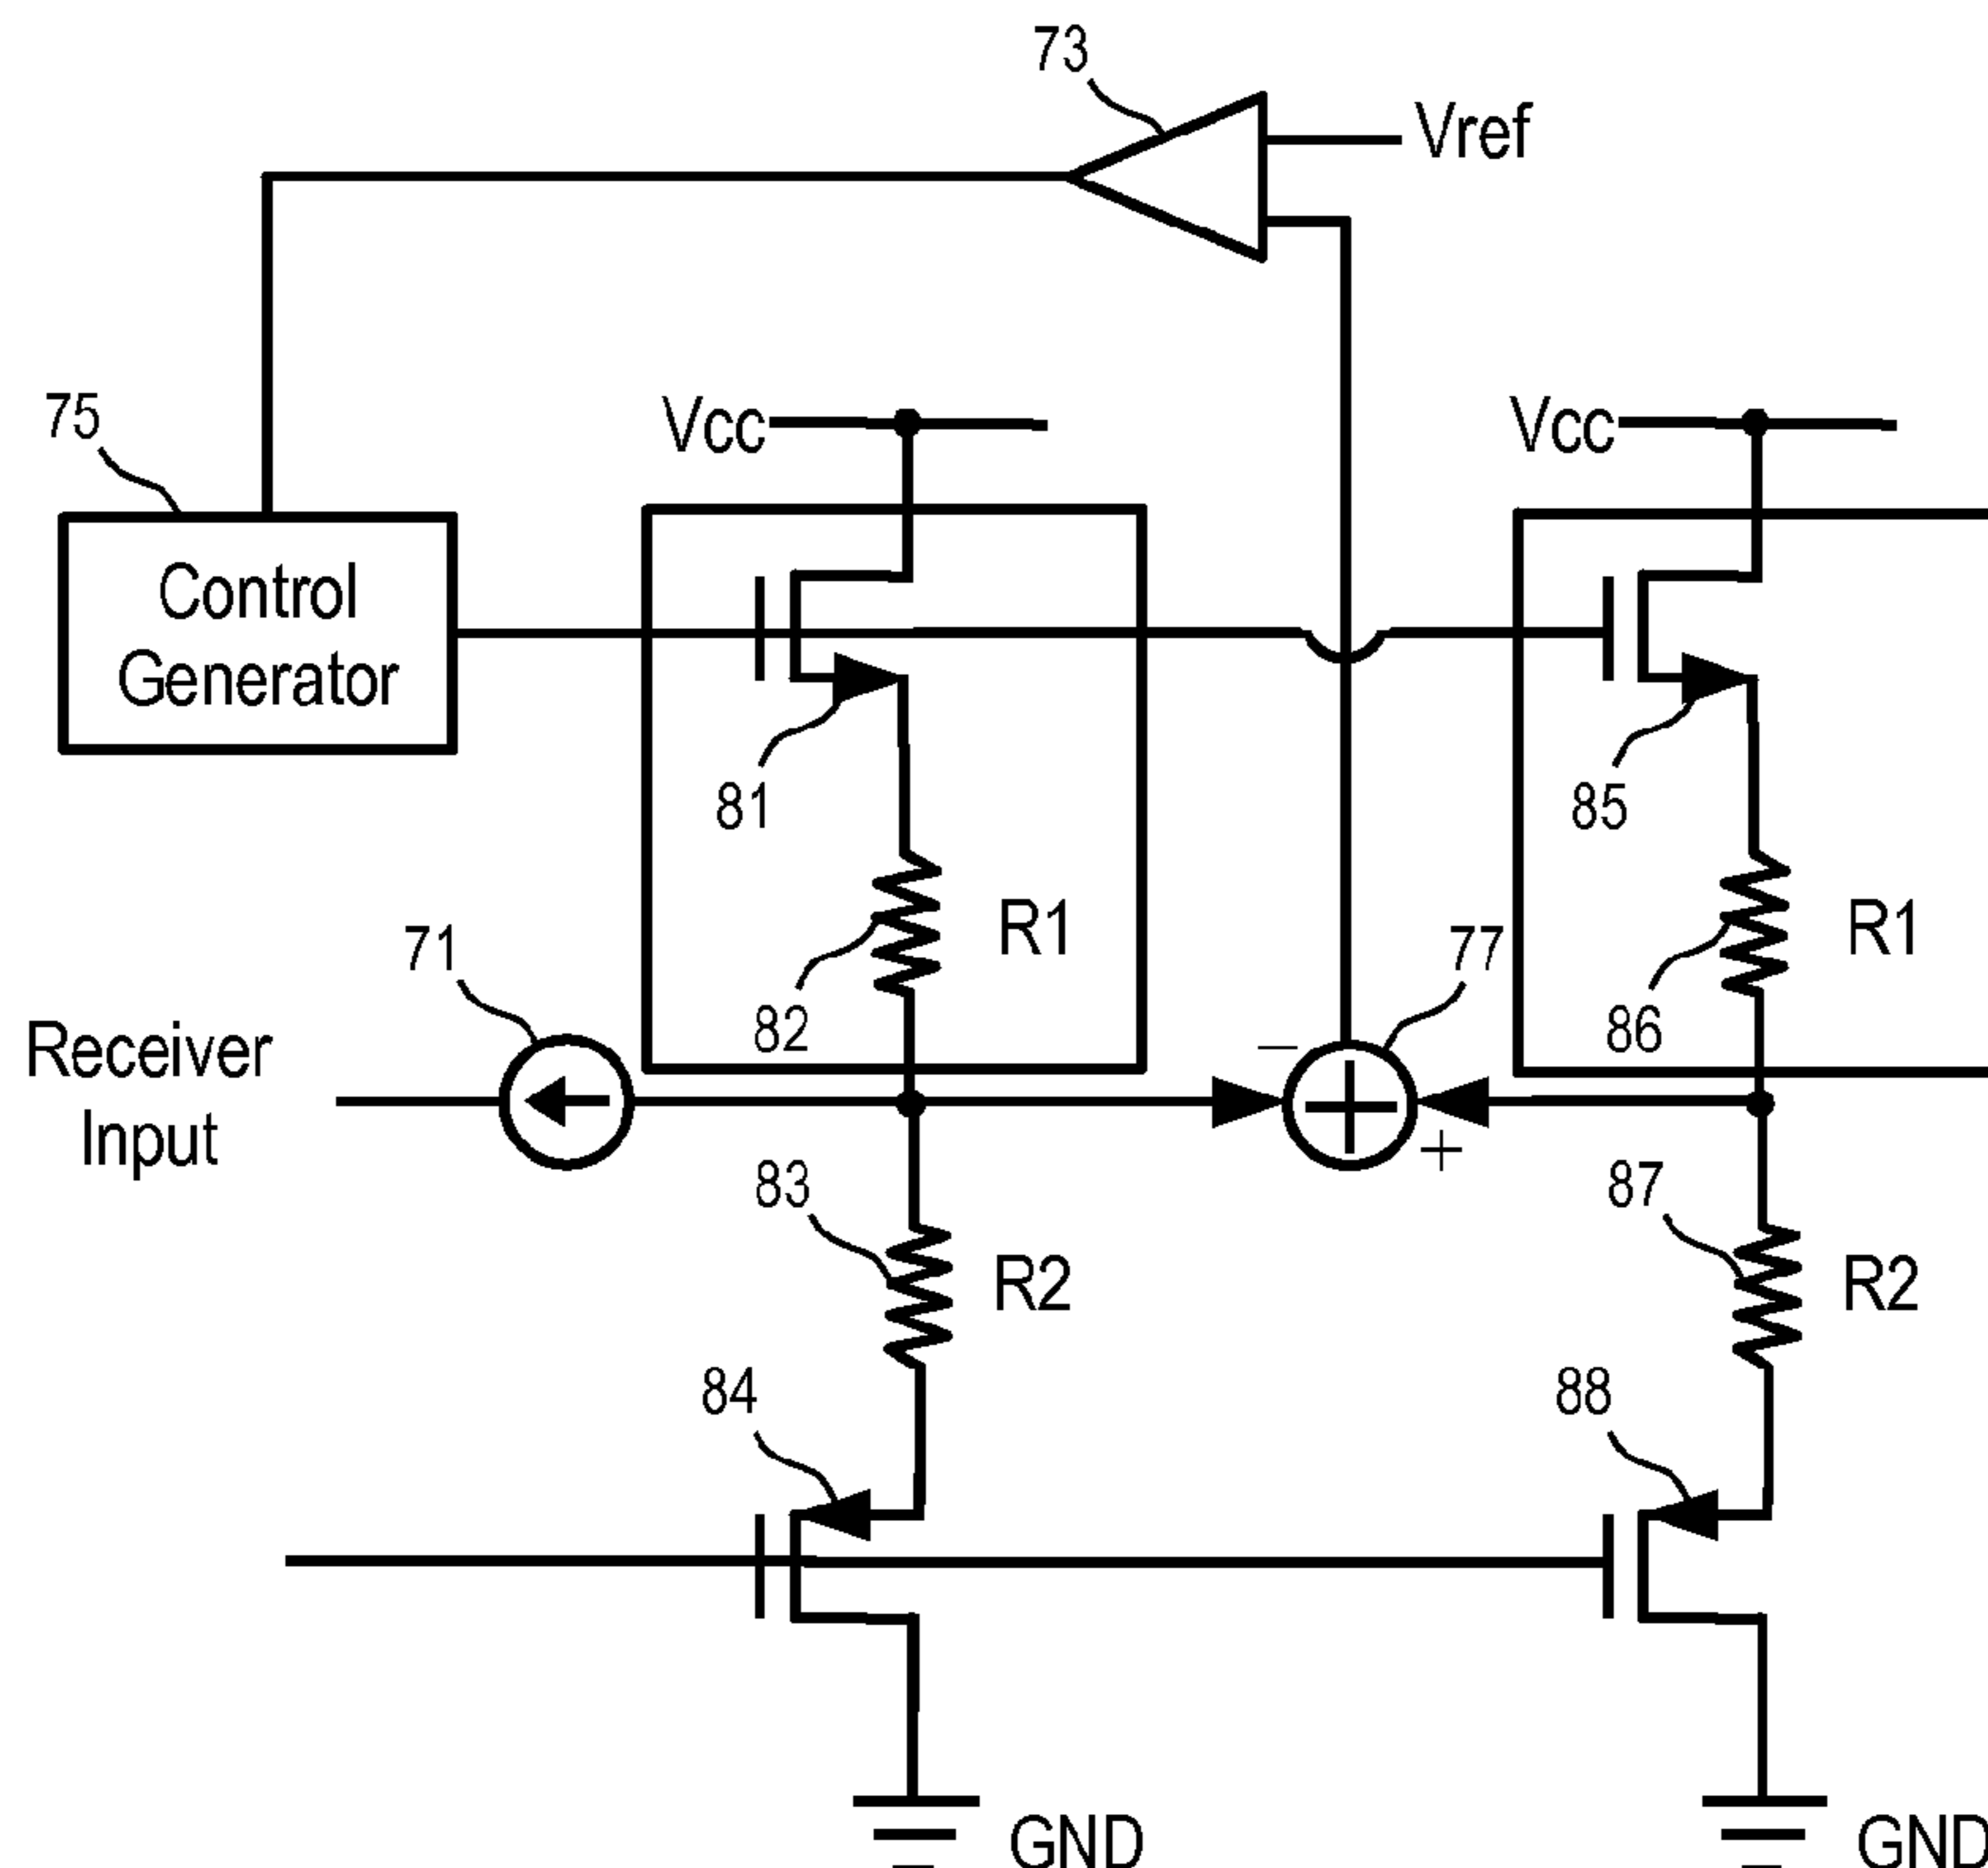 73
Vref
75
Vcc
Vcc
Control
Generator
81
85
R1
R1
71
77
82
86
Receiver
Input
−
+
83
87
R2
R2
84
88
GND
GND